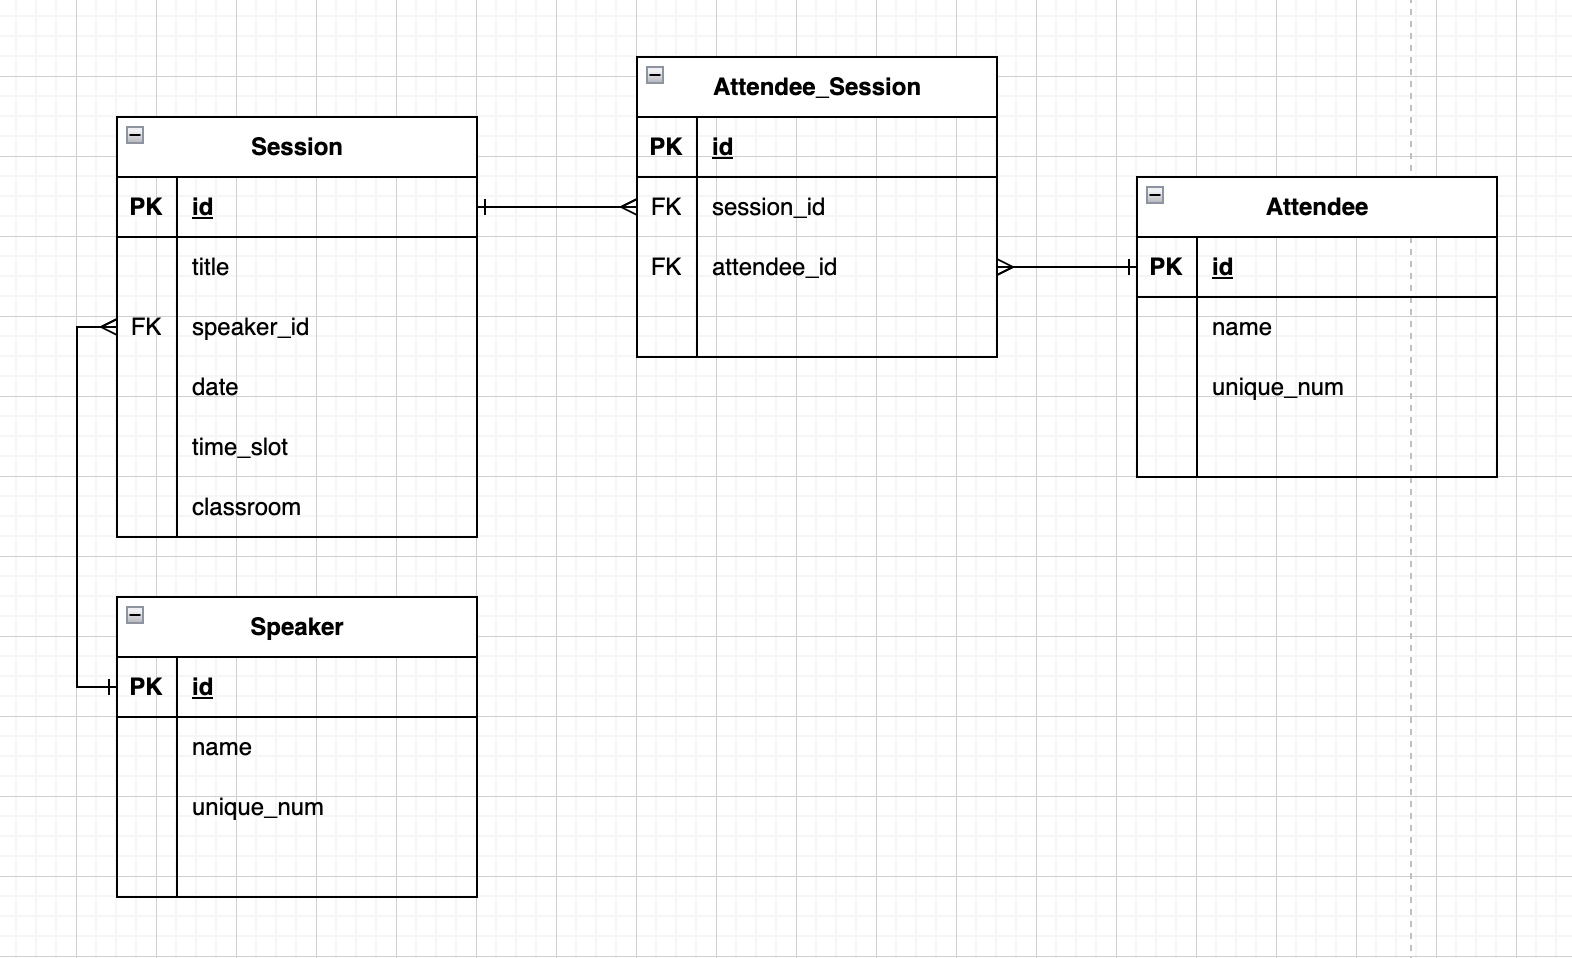 Session
PK id
title
FK speaker_id
date
time_slot
classroom
Attendee_Session
PK id
FK session_id
FK attendee_id
Attendee
PK id
name
unique_num
Speaker
PK id
name
unique_num